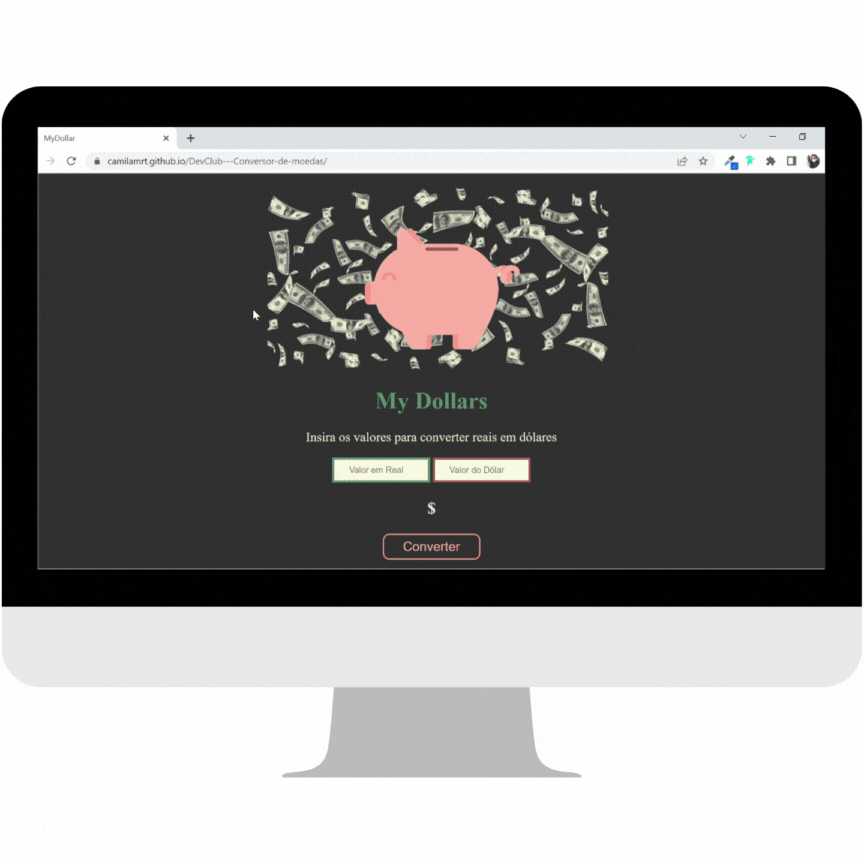 MyDollar
camilamrt.github.io/DevClub---Conversor-de-moedas/
My Dollars
Insira os valores para converter reais em dólares
Valor em Real
Valor do Dólar
$
Converter